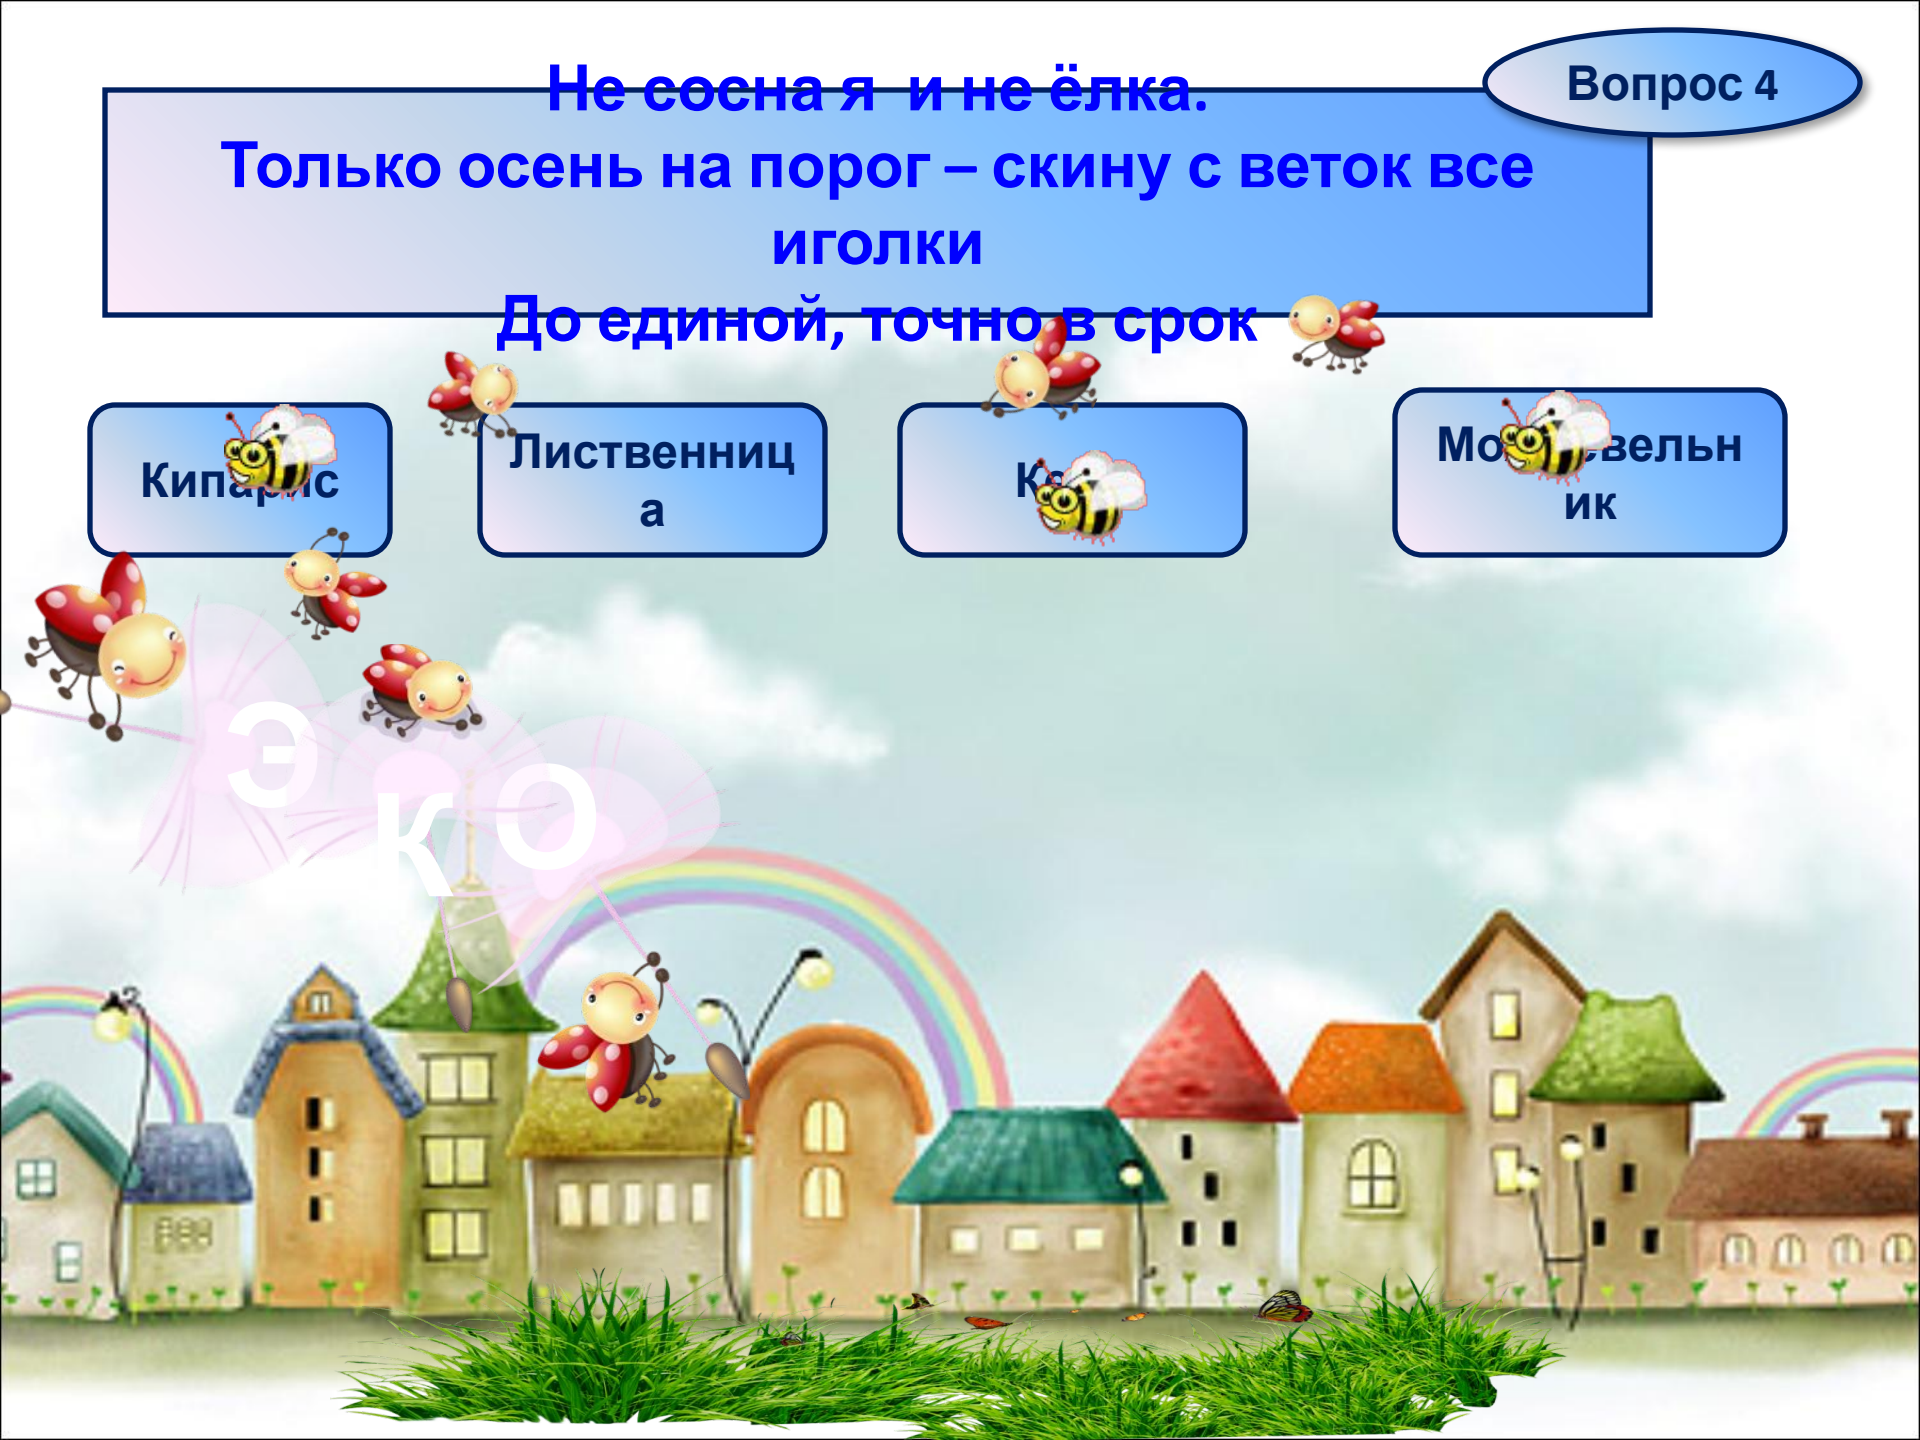 Вопрос 4
Не сосна я и не ёлка.
Только осень на порог – скину с веток все
иголки
До единой, точно в срок
Кипарис
Лиственниц
а
ик
Э
К
О